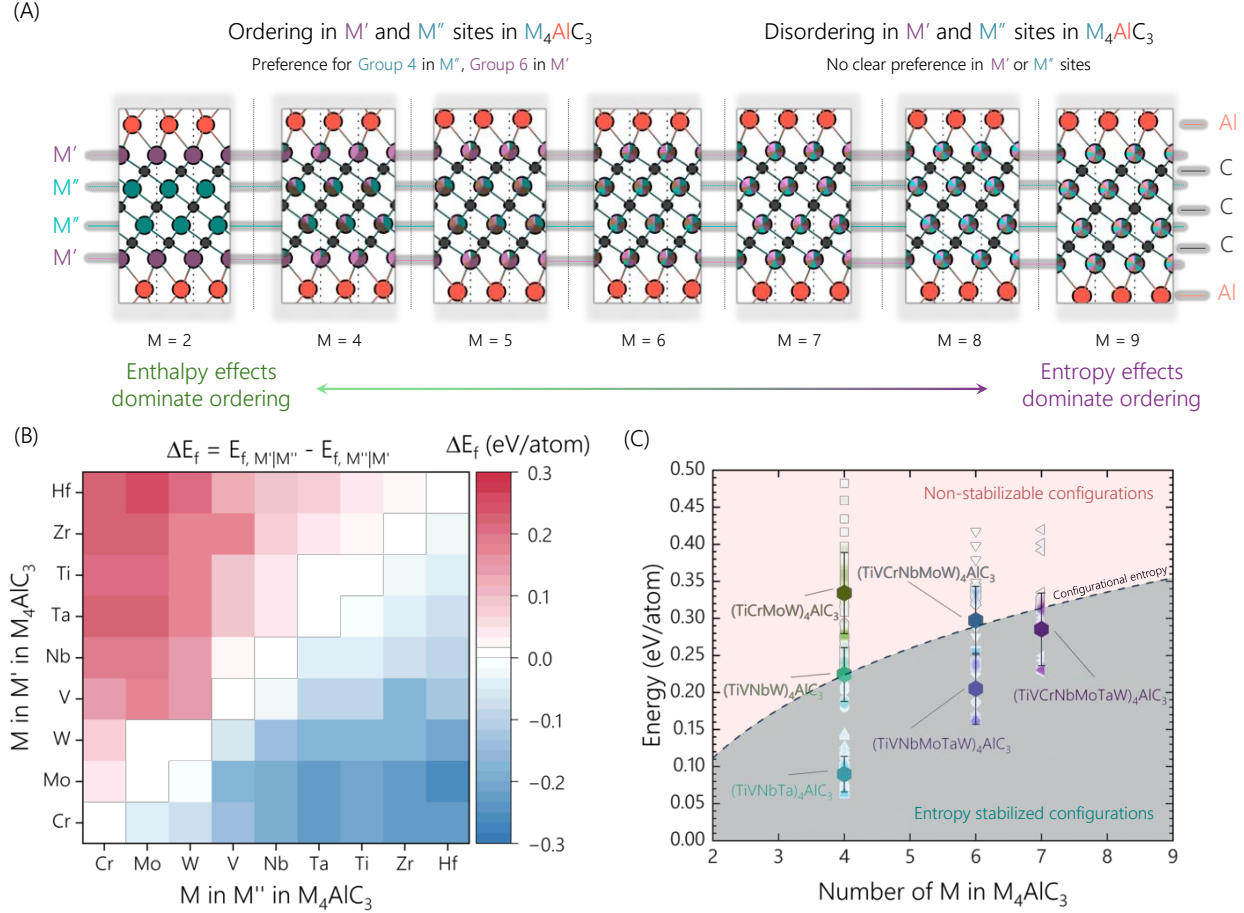 (A)
Ordering in M′ and M″ sites in M₄AlC₃
Disordering in M′ and M″ sites in M₄AlC₃
Preference for Group 4 in M″, Group 6 in M′
No clear preference in M′ or M″ sites
Al
M′
C
M″
C
M″
C
M′
Al
M = 2
M = 4
M = 5
M = 6
M = 7
M = 8
M = 9
Enthalpy effects
dominate ordering
Entropy effects
dominate ordering
(B)
ΔEf = Ef, M'|M'' - Ef, M''|M'
ΔEf (eV/atom)
M in M' in M₄AlC₃
Hf
Zr
Ti
Ta
Nb
V
W
Mo
Cr
Cr
Mo
W
V
Nb
Ta
Ti
Zr
Hf
M in M'' in M₄AlC₃
0.3
0.2
0.1
0.0
−0.1
−0.2
−0.3
(C)
Energy (eV/atom)
0.50
0.45
0.40
0.35
0.30
0.25
0.20
0.15
0.10
0.05
0.00
Non-stabilizable configurations
Configurational entropy
(TiVCrNbMoW)₄AlC₃
(TiCrMoW)₄AlC₃
(TiVNbW)₄AlC₃
(TiVCrNbMoTaW)₄AlC₃
(TiVNbMoTaW)₄AlC₃
(TiVNbTa)₄AlC₃
Entropy stabilized configurations
2
3
4
5
6
7
8
9
Number of M in M₄AlC₃